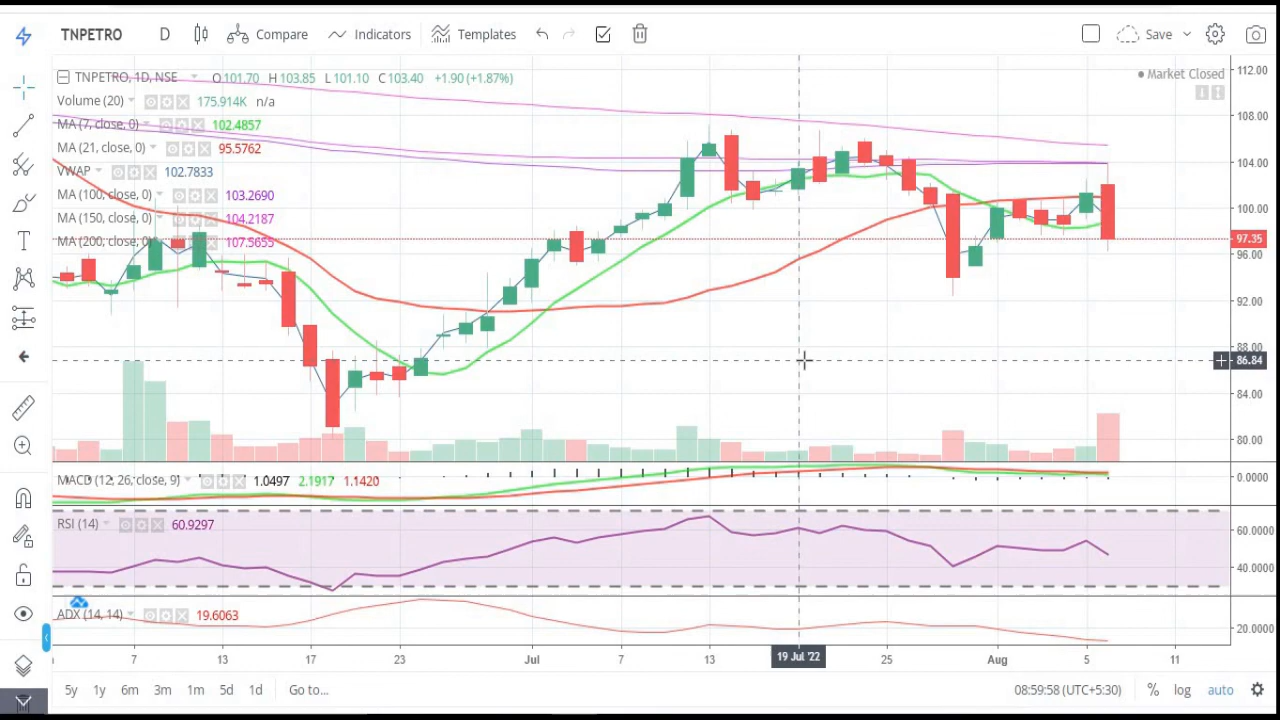 TNPETRO D Compare Indicators Templates Save
TNPETRO, 1D, NSE O101.70 H103.85 L101.10 C103.40 +1.90 (+1.87%)
Market Closed
Volume (20) 175.914K n/a
MA (7, close, 0) 102.4857
MA (21, close, 0) 95.5762
VWAP 102.7833
MA (100, close, 0) 103.2690
MA (150, close, 0) 104.2187
MA (200, close, 0) 107.5655
112.00
108.00
104.00
100.00
97.35
96.00
92.00
88.00
86.84
84.00
80.00
MACD (12, 26, close, 9) 1.0497 2.1917 1.1420
0.0000
RSI (14) 60.9297
60.0000
40.0000
ADX (14, 14) 19.6063
20.0000
7 13 17 23 Jul 7 13 19 Jul '22 25 Aug 5 11
5y 1y 6m 3m 1m 5d 1d Go to... 08:59:58 (UTC+5:30) % log auto